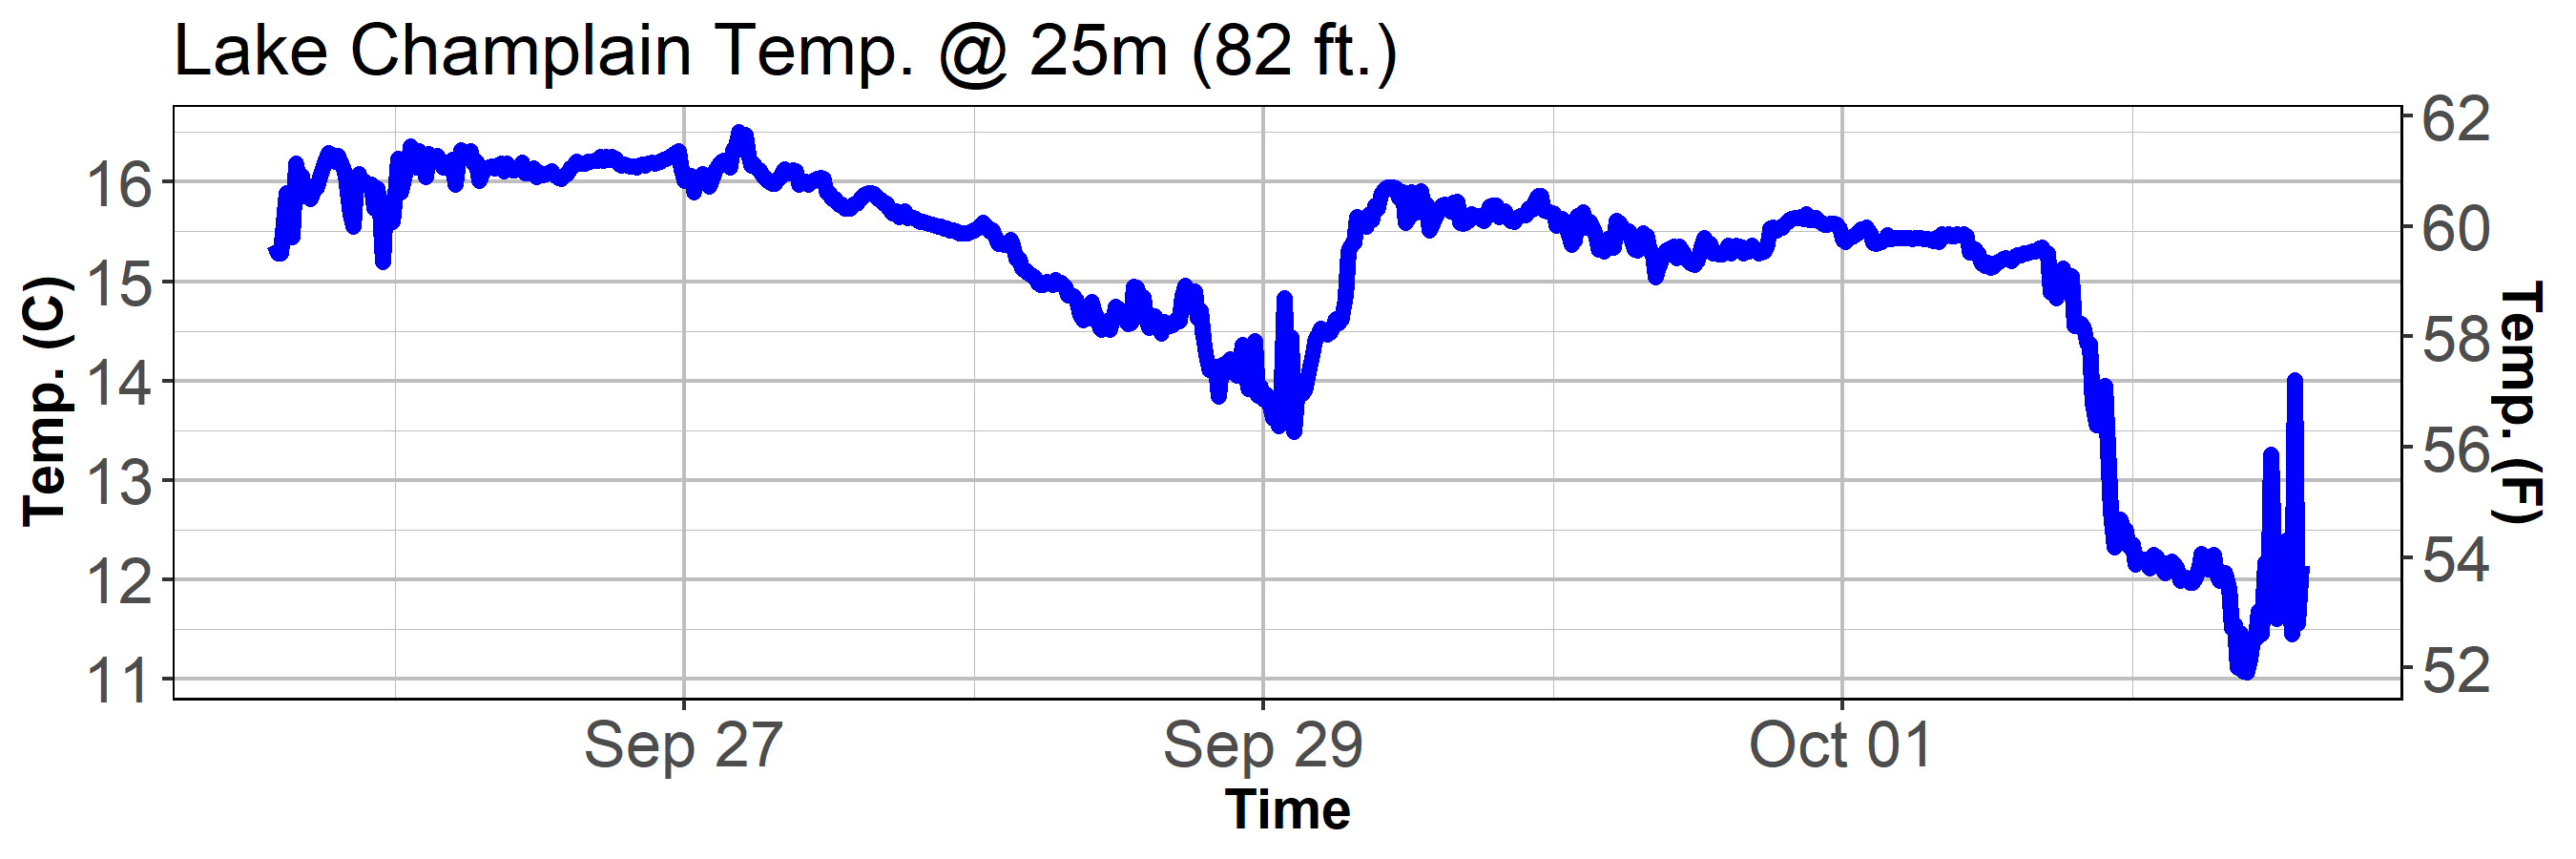 Lake Champlain Temp. @ 25m (82 ft.)
Temp. (C)
16
15
14
13
12
11
62
60
58
56
54
52
Temp. (F)
Sep 27
Sep 29
Oct 01
Time